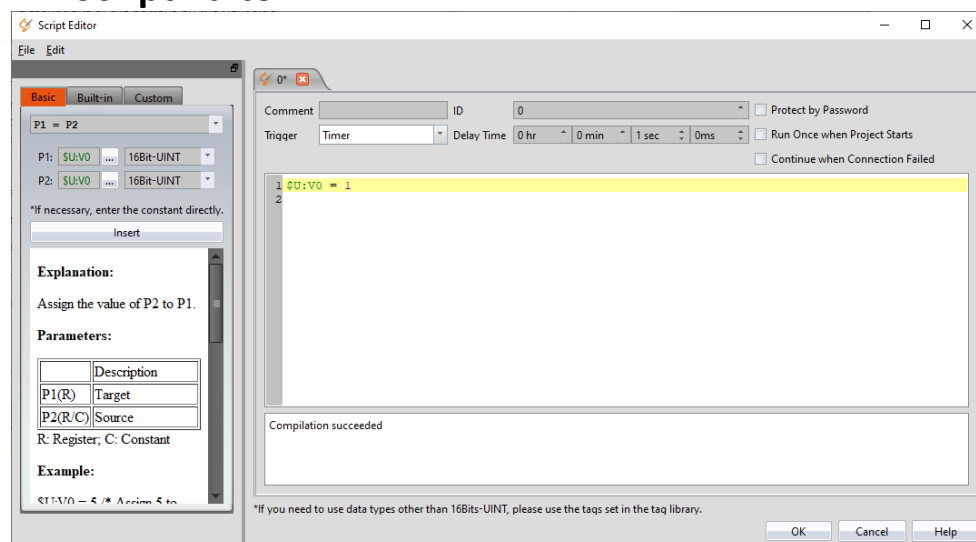 Script Editor
File Edit
Basic Built-in Custom
P1 = P2
P1: $U:V0 ... 16Bit-UINT
P2: $U:V0 ... 16Bit-UINT
*If necessary, enter the constant directly.
Insert
Explanation:
Assign the value of P2 to P1.
Parameters:
Description
P1(R) Target
P2(R/C) Source
R: Register; C: Constant
Example:
$U:V0 = 5 /* Assign 5 to
0*
Comment ID 0 Protect by Password
Trigger Timer Delay Time 0 hr 0 min 1 sec 0ms Run Once when Project Starts
Continue when Connection Failed
1 $U:V0 = 1
2
Compilation succeeded
*If you need to use data types other than 16Bits-UINT, please use the tags set in the tag library.
OK Cancel Help